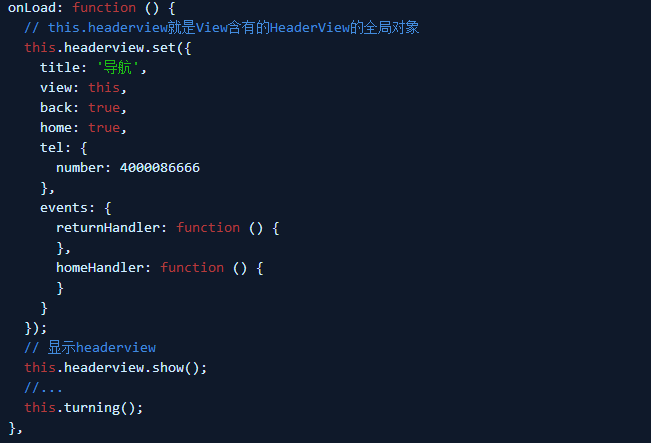 onLoad: function () {
  // this.headerview就是View含有的HeaderView的全局对象
  this.headerview.set({
    title: '导航',
    view: this,
    back: true,
    home: true,
    tel: {
      number: 4000086666
    },
    events: {
      returnHandler: function () {
      },
      homeHandler: function () {
      }
    }
  });
  // 显示headerview
  this.headerview.show();
  //...
  this.turning();
},